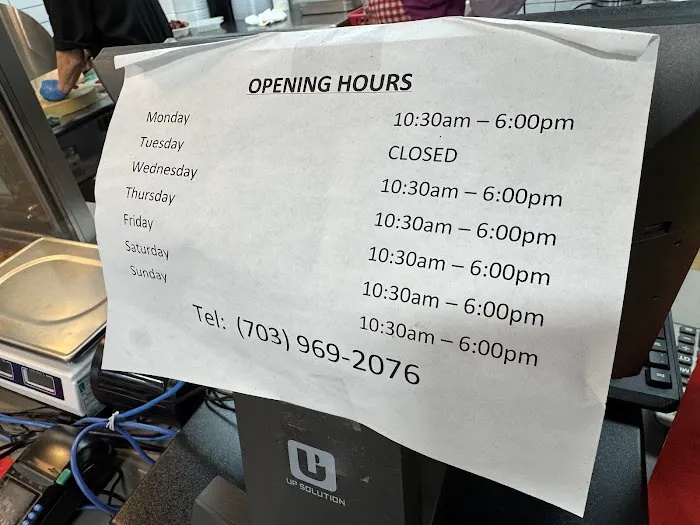 OPENING HOURS
Monday 10:30am – 6:00pm
Tuesday CLOSED
Wednesday 10:30am – 6:00pm
Thursday 10:30am – 6:00pm
Friday 10:30am – 6:00pm
Saturday 10:30am – 6:00pm
Sunday 10:30am – 6:00pm
Tel: (703) 969-2076
UP SOLUTION